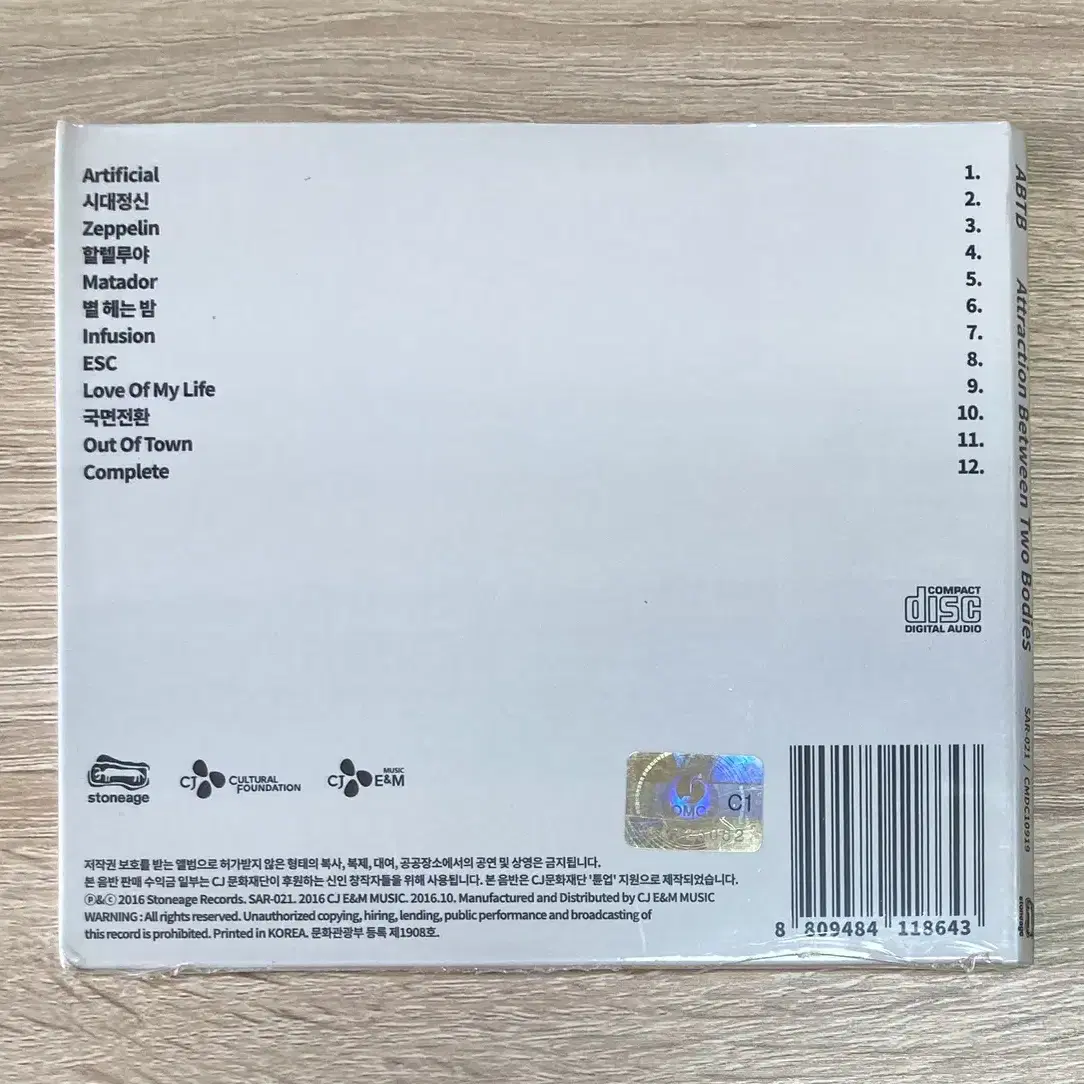 Artificial 1.
시대정신 2.
Zeppelin 3.
할렐루야 4.
Matador 5.
별 헤는 밤 6.
Infusion 7.
ESC 8.
Love Of My Life 9.
국면전환 10.
Out Of Town 11.
Complete 12.
ABTB Attraction Between Two Bodies SAR-021 / CMDC10919 stoneage
COMPACT
disc
DIGITAL AUDIO
stoneage
CJ CULTURAL
FOUNDATION
CJ E&M MUSIC
C1
저작권 보호를 받는 앨범으로 허가받지 않은 형태의 복사, 복제, 대여, 공공장소에서의 공연 및 상영은 금지됩니다.
본 음반 판매 수익금 일부는 CJ 문화재단이 후원하는 신인 창작자들을 위해 사용됩니다. 본 음반은 CJ문화재단 '튠업' 지원으로 제작되었습니다.
Ⓟ&Ⓒ 2016 Stoneage Records. SAR-021. 2016 CJ E&M MUSIC. 2016.10. Manufactured and Distributed by CJ E&M MUSIC
WARNING : All rights reserved. Unauthorized copying, hiring, lending, public performance and broadcasting of
this record is prohibited. Printed in KOREA. 문화관광부 등록 제1908호.
8 809484 118643